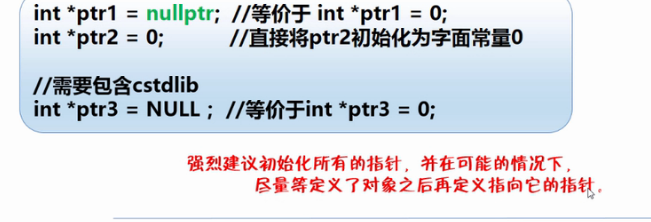 int *ptr1 = nullptr; //等价于 int *ptr1 = 0;
int *ptr2 = 0; //直接将ptr2初始化为字面常量0
//需要包含cstdlib
int *ptr3 = NULL ; //等价于int *ptr3 = 0;
强烈建议初始化所有的指针，并在可能的情况下，
尽量等定义了对象之后再定义指向它的指针。